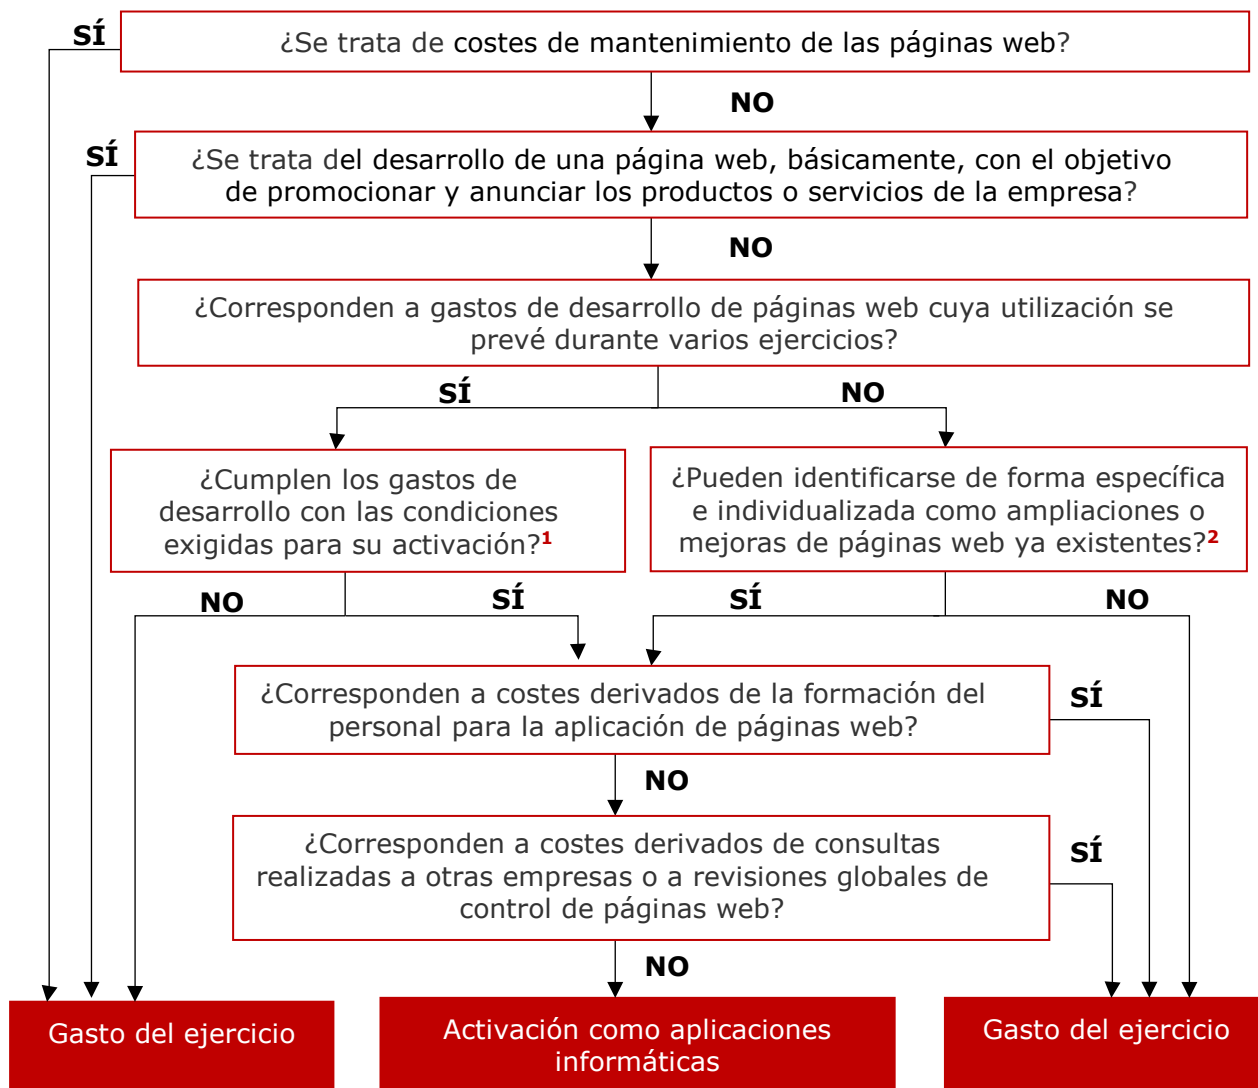 SÍ
¿Se trata de costes de mantenimiento de las páginas web?
NO
SÍ
¿Se trata del desarrollo de una página web, básicamente, con el objetivo
de promocionar y anunciar los productos o servicios de la empresa?
NO
¿Corresponden a gastos de desarrollo de páginas web cuya utilización se
prevé durante varios ejercicios?
SÍ
NO
¿Cumplen los gastos de
desarrollo con las condiciones
exigidas para su activación?1
¿Pueden identificarse de forma específica
e individualizada como ampliaciones o
mejoras de páginas web ya existentes?2
NO
SÍ
SÍ
NO
¿Corresponden a costes derivados de la formación del
personal para la aplicación de páginas web?
SÍ
NO
¿Corresponden a costes derivados de consultas
realizadas a otras empresas o a revisiones globales de
control de páginas web?
SÍ
NO
Gasto del ejercicio
Activación como aplicaciones
informáticas
Gasto del ejercicio